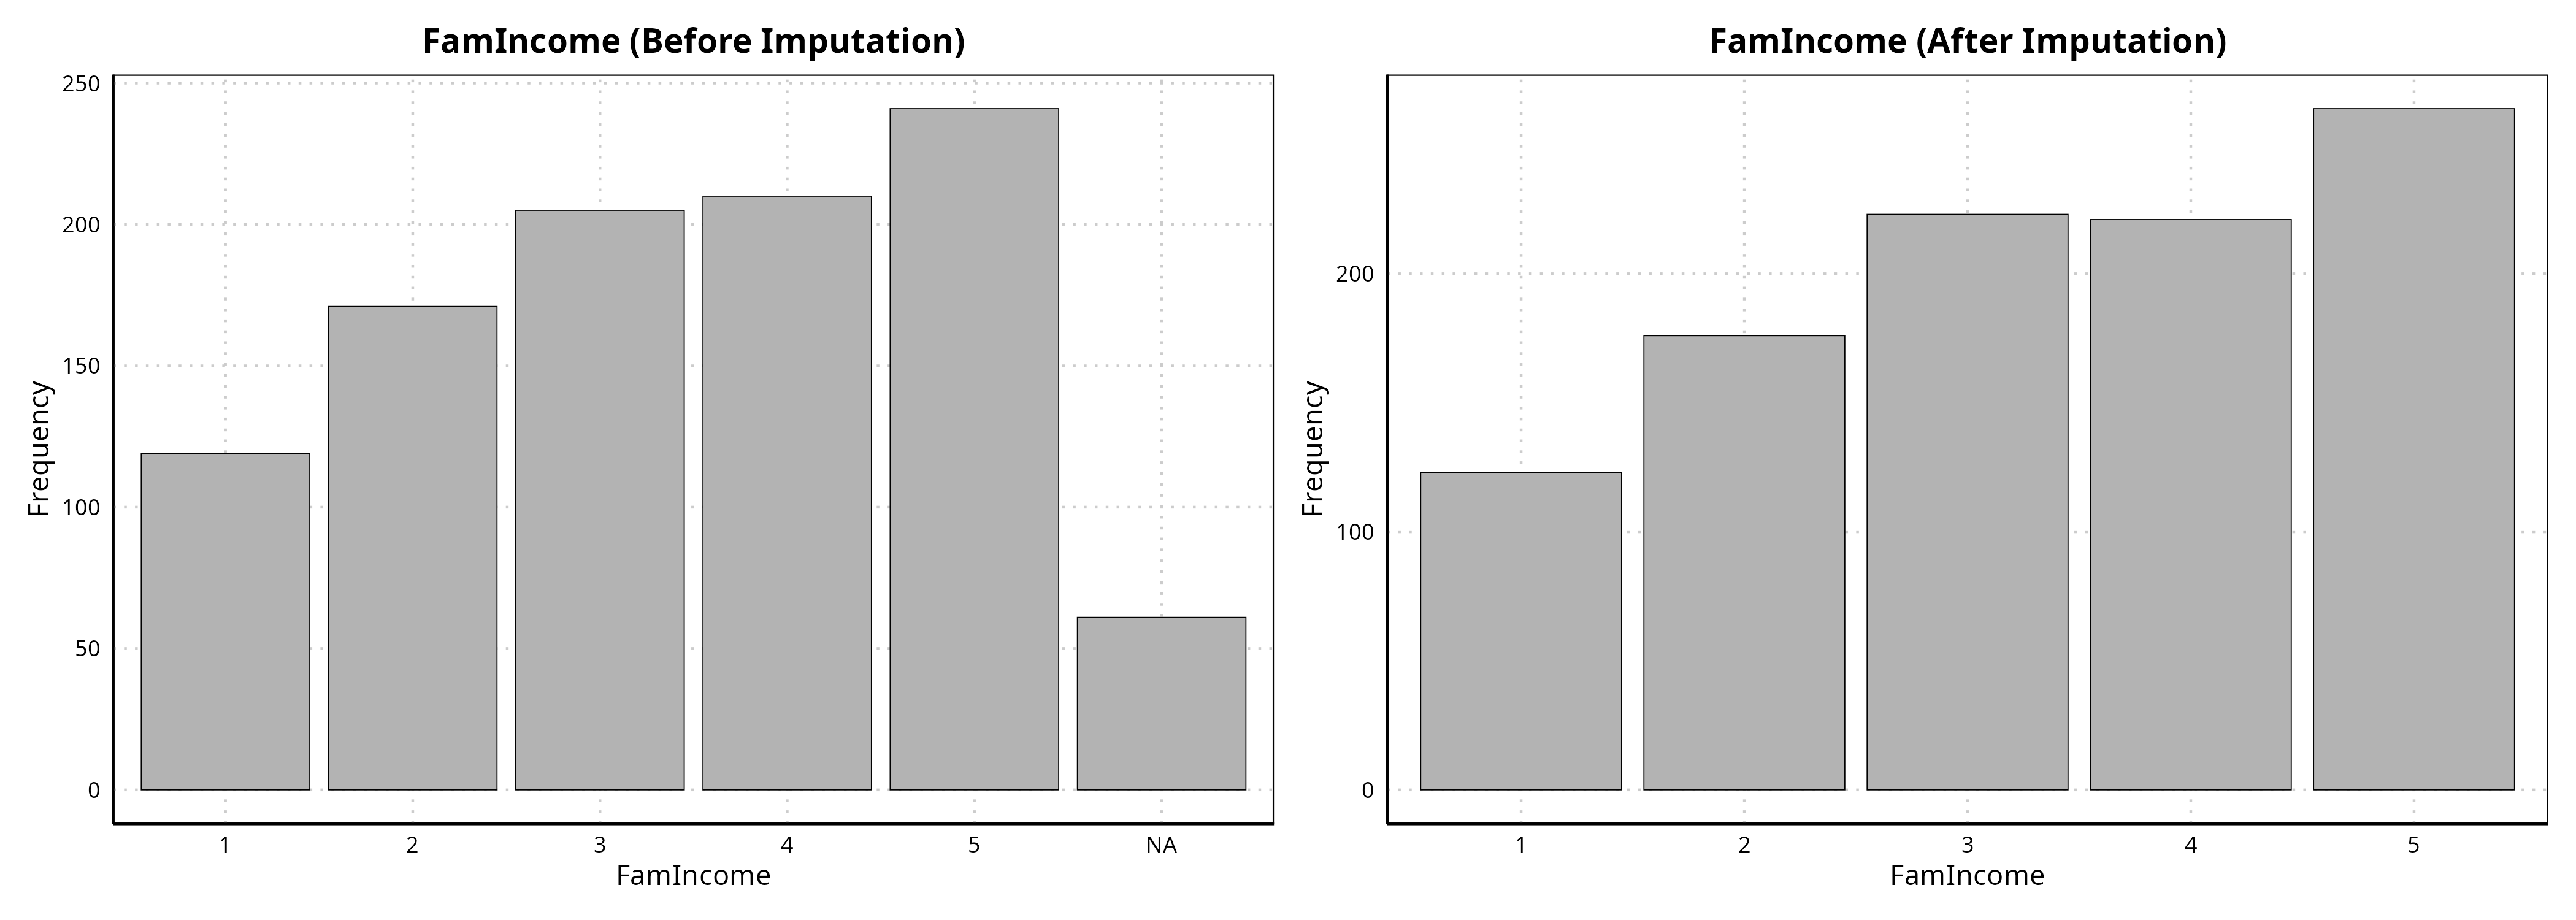 FamIncome (Before Imputation)
250
200
150
100
50
0
Frequency
1 2 3 4 5 NA
FamIncome
FamIncome (After Imputation)
200
100
0
Frequency
1 2 3 4 5
FamIncome